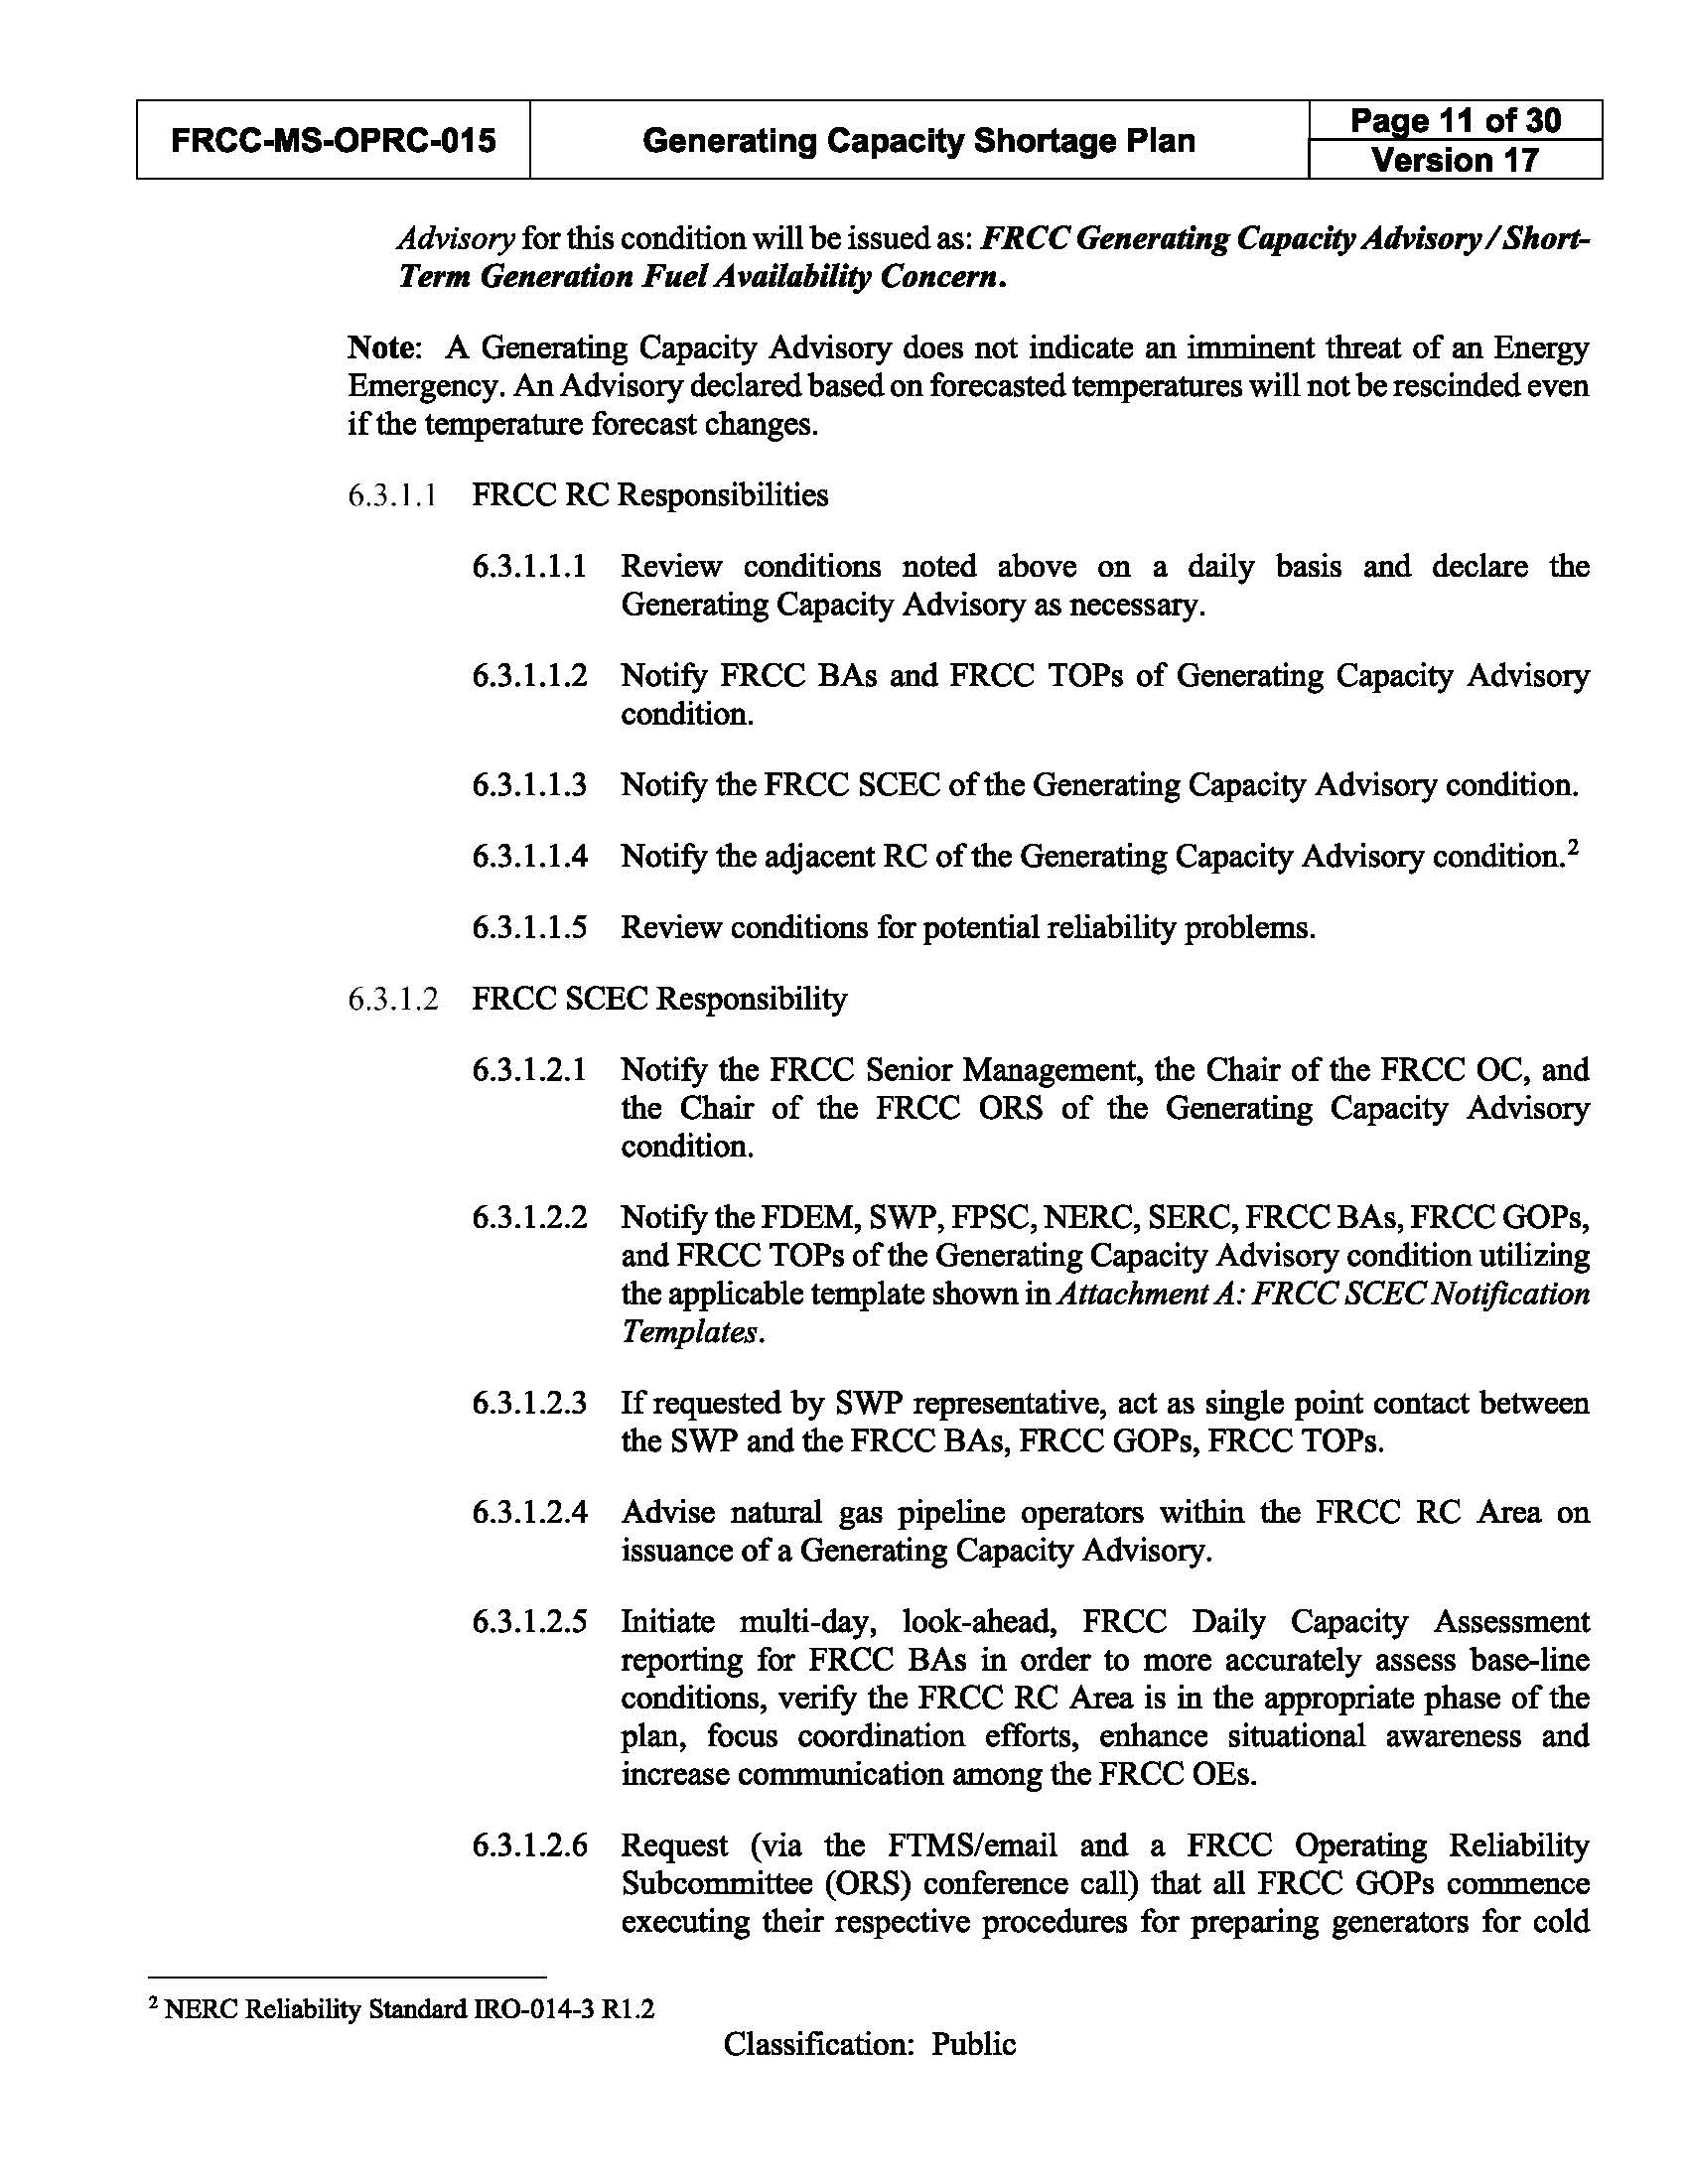 FRCC-MS-OPRC-015
Generating Capacity Shortage Plan
Page 11 of 30
Version 17
Advisory for this condition will be issued as: FRCC Generating Capacity Advisory / Short-
Term Generation Fuel Availability Concern.
Note: A Generating Capacity Advisory does not indicate an imminent threat of an Energy
Emergency. An Advisory declared based on forecasted temperatures will not be rescinded even
if the temperature forecast changes.
6.3.1.1 FRCC RC Responsibilities
6.3.1.1.1 Review conditions noted above on a daily basis and declare the
Generating Capacity Advisory as necessary.
6.3.1.1.2 Notify FRCC BAs and FRCC TOPs of Generating Capacity Advisory
condition.
6.3.1.1.3 Notify the FRCC SCEC of the Generating Capacity Advisory condition.
6.3.1.1.4 Notify the adjacent RC of the Generating Capacity Advisory condition.2
6.3.1.1.5 Review conditions for potential reliability problems.
6.3.1.2 FRCC SCEC Responsibility
6.3.1.2.1 Notify the FRCC Senior Management, the Chair of the FRCC OC, and
the Chair of the FRCC ORS of the Generating Capacity Advisory
condition.
6.3.1.2.2 Notify the FDEM, SWP, FPSC, NERC, SERC, FRCC BAs, FRCC GOPs,
and FRCC TOPs of the Generating Capacity Advisory condition utilizing
the applicable template shown in Attachment A: FRCC SCEC Notification
Templates.
6.3.1.2.3 If requested by SWP representative, act as single point contact between
the SWP and the FRCC BAs, FRCC GOPs, FRCC TOPs.
6.3.1.2.4 Advise natural gas pipeline operators within the FRCC RC Area on
issuance of a Generating Capacity Advisory.
6.3.1.2.5 Initiate multi-day, look-ahead, FRCC Daily Capacity Assessment
reporting for FRCC BAs in order to more accurately assess base-line
conditions, verify the FRCC RC Area is in the appropriate phase of the
plan, focus coordination efforts, enhance situational awareness and
increase communication among the FRCC OEs.
6.3.1.2.6 Request (via the FTMS/email and a FRCC Operating Reliability
Subcommittee (ORS) conference call) that all FRCC GOPs commence
executing their respective procedures for preparing generators for cold
2 NERC Reliability Standard IRO-014-3 R1.2
Classification: Public